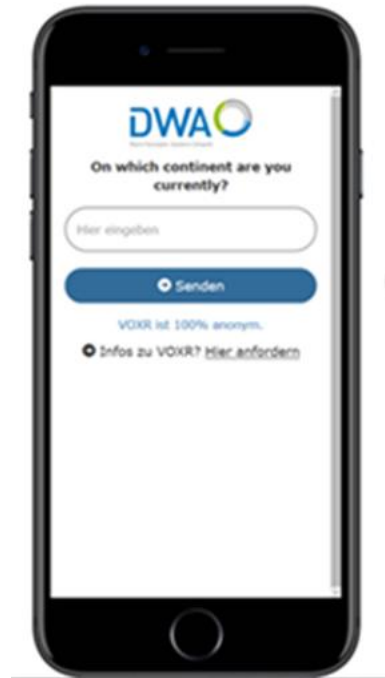 DWA
On which continent are you
currently?
Hier eingeben
Senden
VOXR ist 100% anonym.
Infos zu VOXR? Hier anfordern